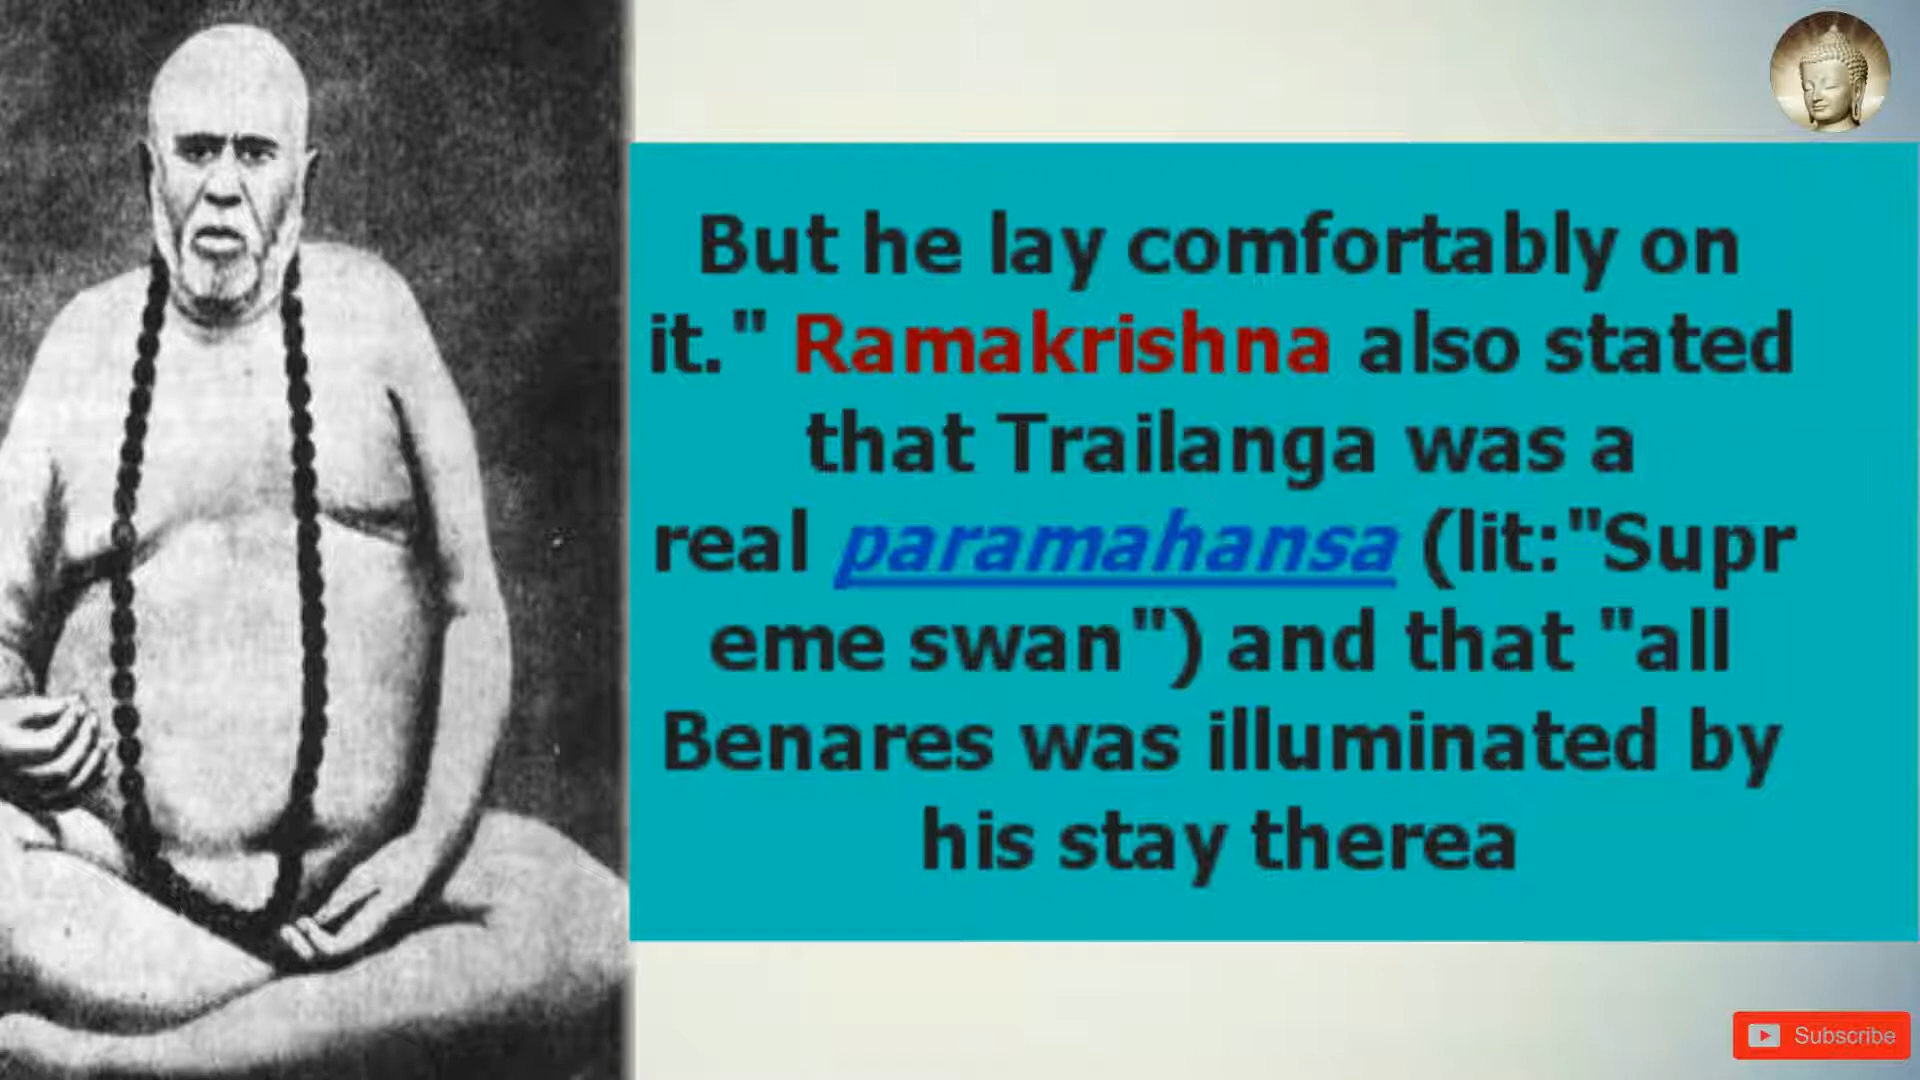 But he lay comfortably on
it." Ramakrishna also stated
that Trailanga was a
real paramahansa (lit:"Supr
eme swan") and that "all
Benares was illuminated by
his stay therea
Subscribe